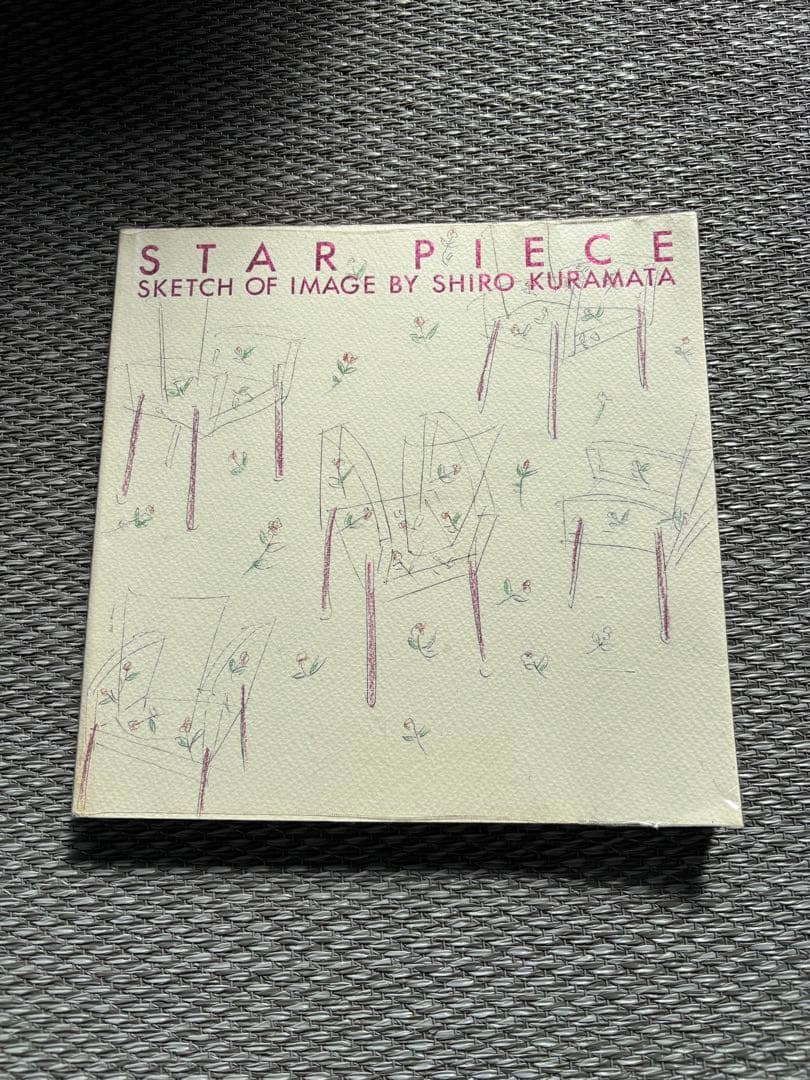 STAR PIECE
SKETCH OF IMAGE BY SHIRO KURAMATA